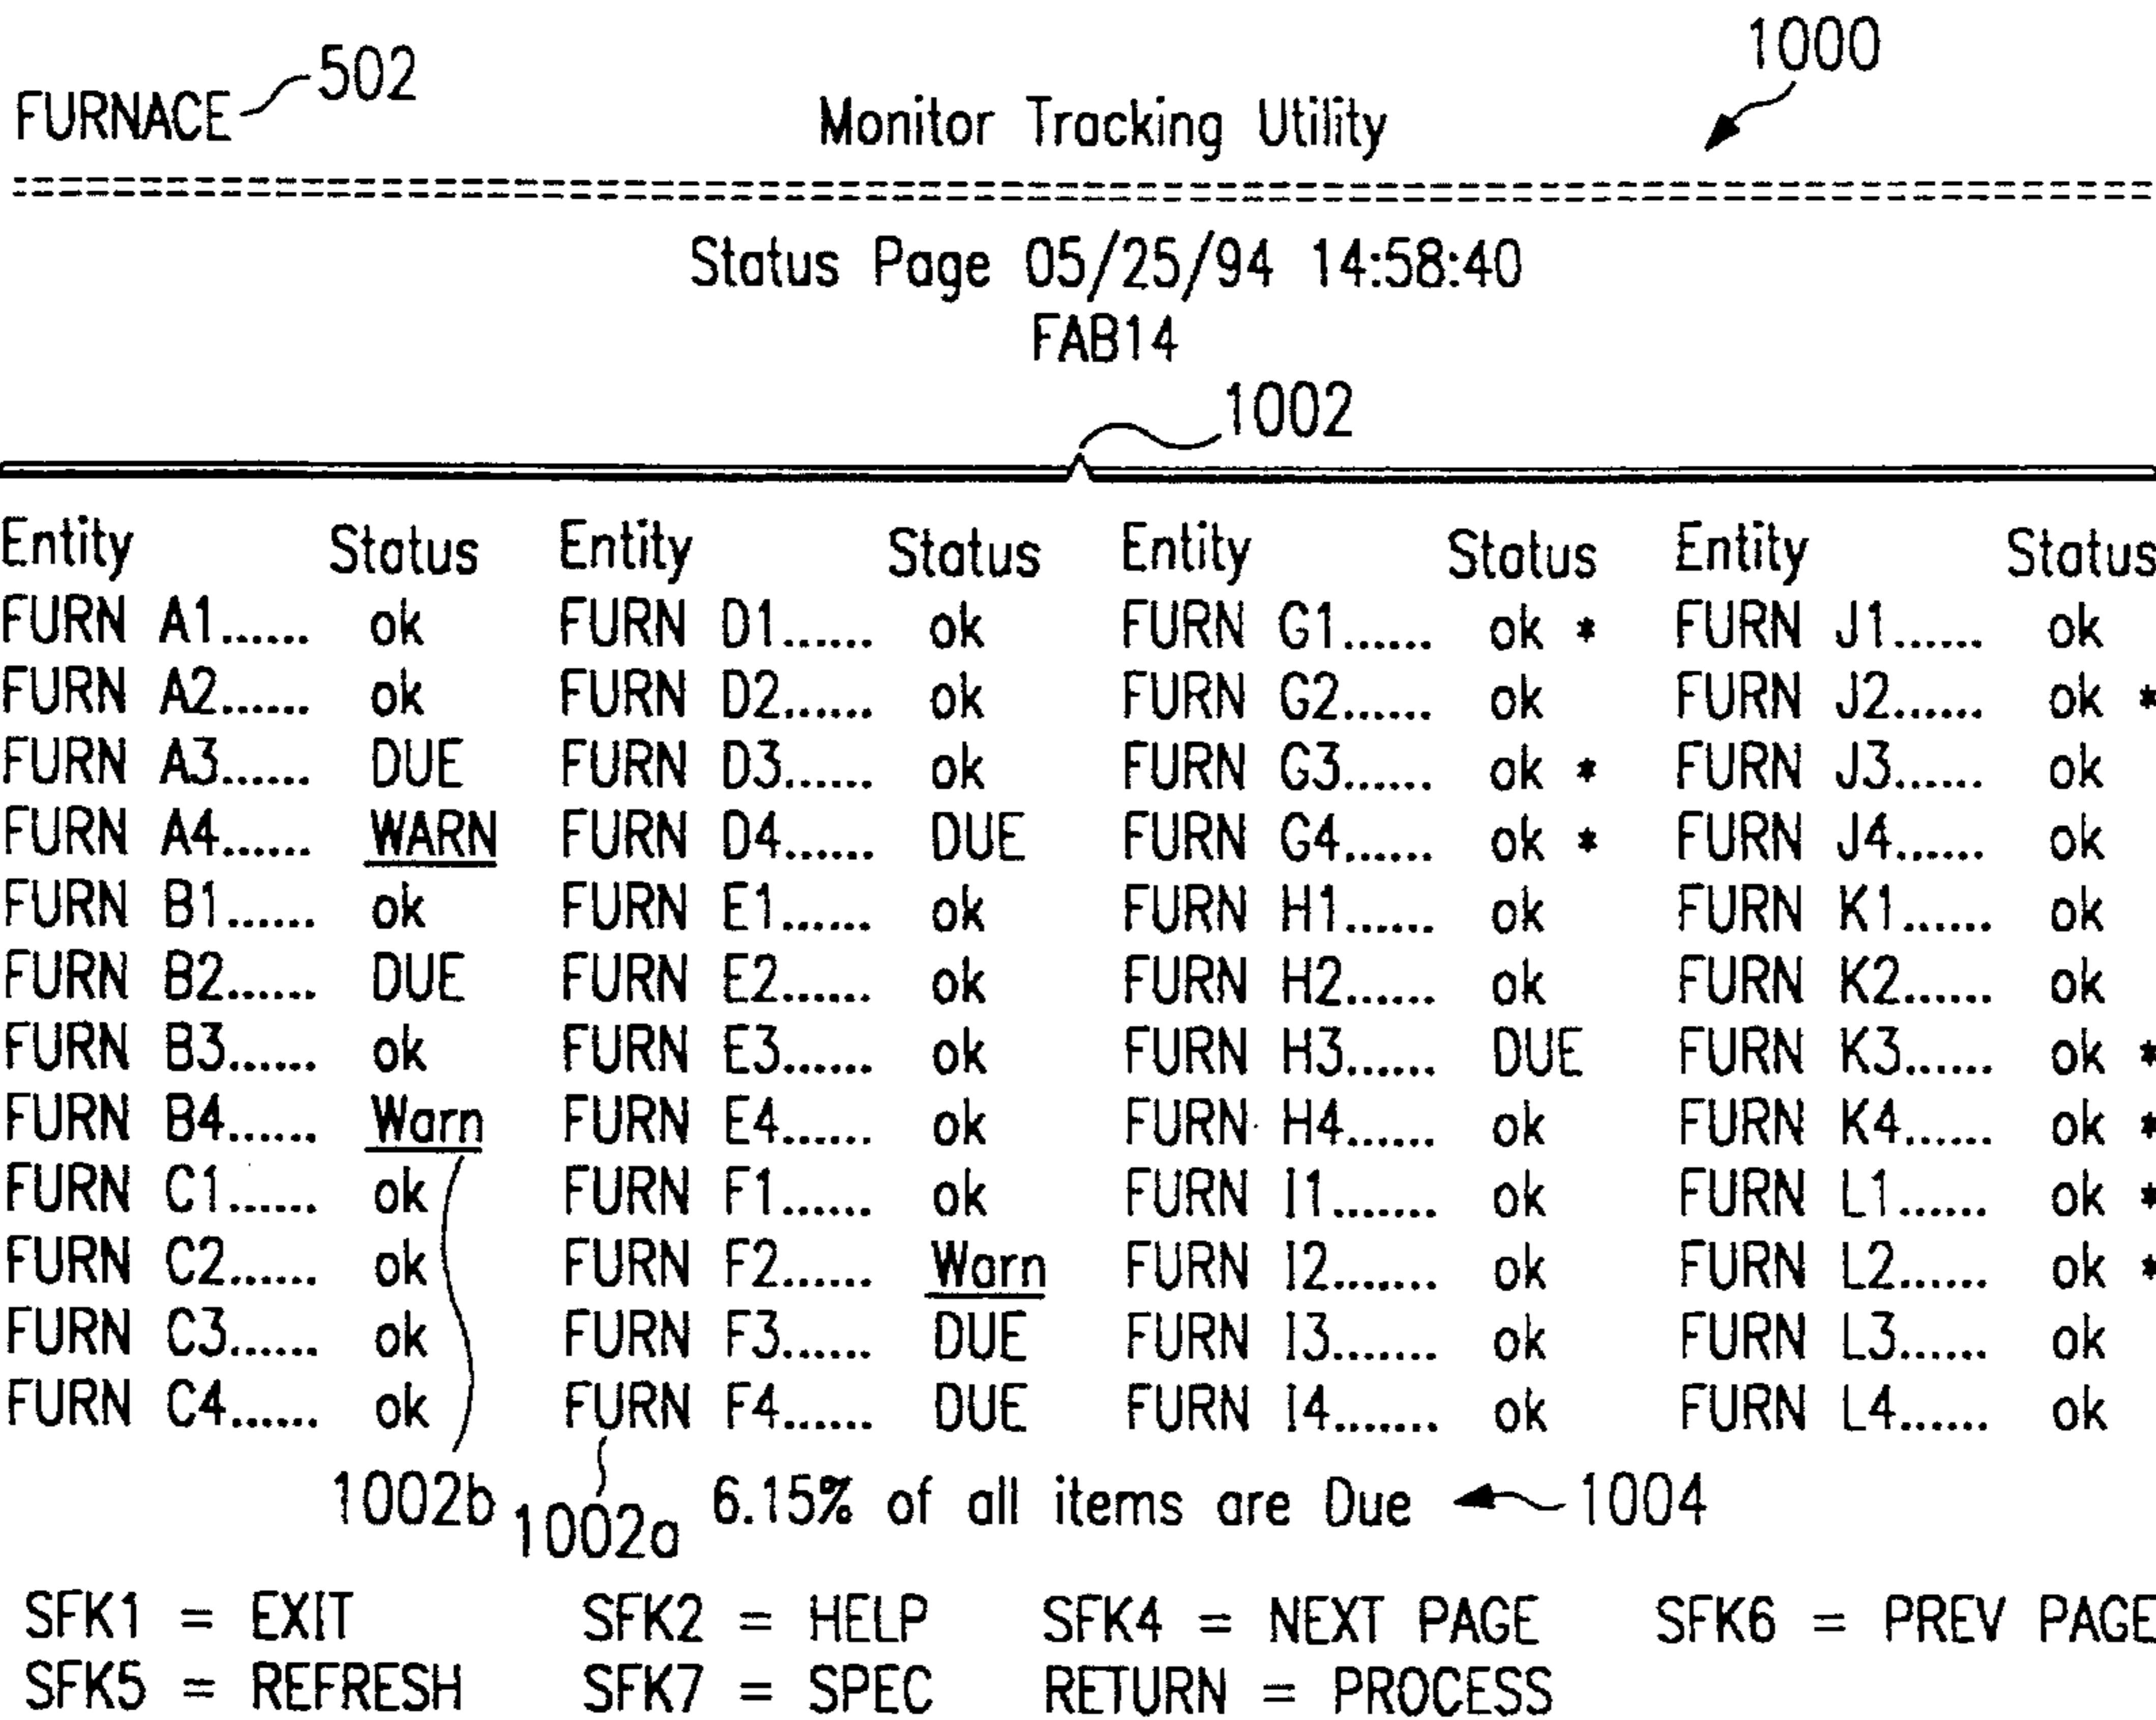 FURNACE 502 Monitor Tracking Utility 1000
Status Page 05/25/94 14:58:40
FAB14
1002
Entity Status Entity Status Entity Status Entity Status
FURN A1...... ok FURN D1...... ok FURN G1...... ok * FURN J1...... ok
FURN A2...... ok FURN D2...... ok FURN G2...... ok FURN J2...... ok *
FURN A3...... DUE FURN D3...... ok FURN G3...... ok * FURN J3...... ok
FURN A4...... WARN FURN D4...... DUE FURN G4...... ok * FURN J4...... ok
FURN B1...... ok FURN E1...... ok FURN H1...... ok FURN K1...... ok
FURN B2...... DUE FURN E2...... ok FURN H2...... ok FURN K2...... ok
FURN B3...... ok FURN E3...... ok FURN H3...... DUE FURN K3...... ok *
FURN B4...... Warn FURN E4...... ok FURN H4...... ok FURN K4...... ok *
FURN C1...... ok FURN F1...... ok FURN I1....... ok FURN L1...... ok *
FURN C2...... ok FURN F2...... Warn FURN I2....... ok FURN L2...... ok *
FURN C3...... ok FURN F3...... DUE FURN I3....... ok FURN L3...... ok
FURN C4...... ok FURN F4...... DUE FURN I4....... ok FURN L4...... ok
1002b 1002a 6.15% of all items are Due 1004
SFK1 = EXIT SFK2 = HELP SFK4 = NEXT PAGE SFK6 = PREV PAGE
SFK5 = REFRESH SFK7 = SPEC RETURN = PROCESS